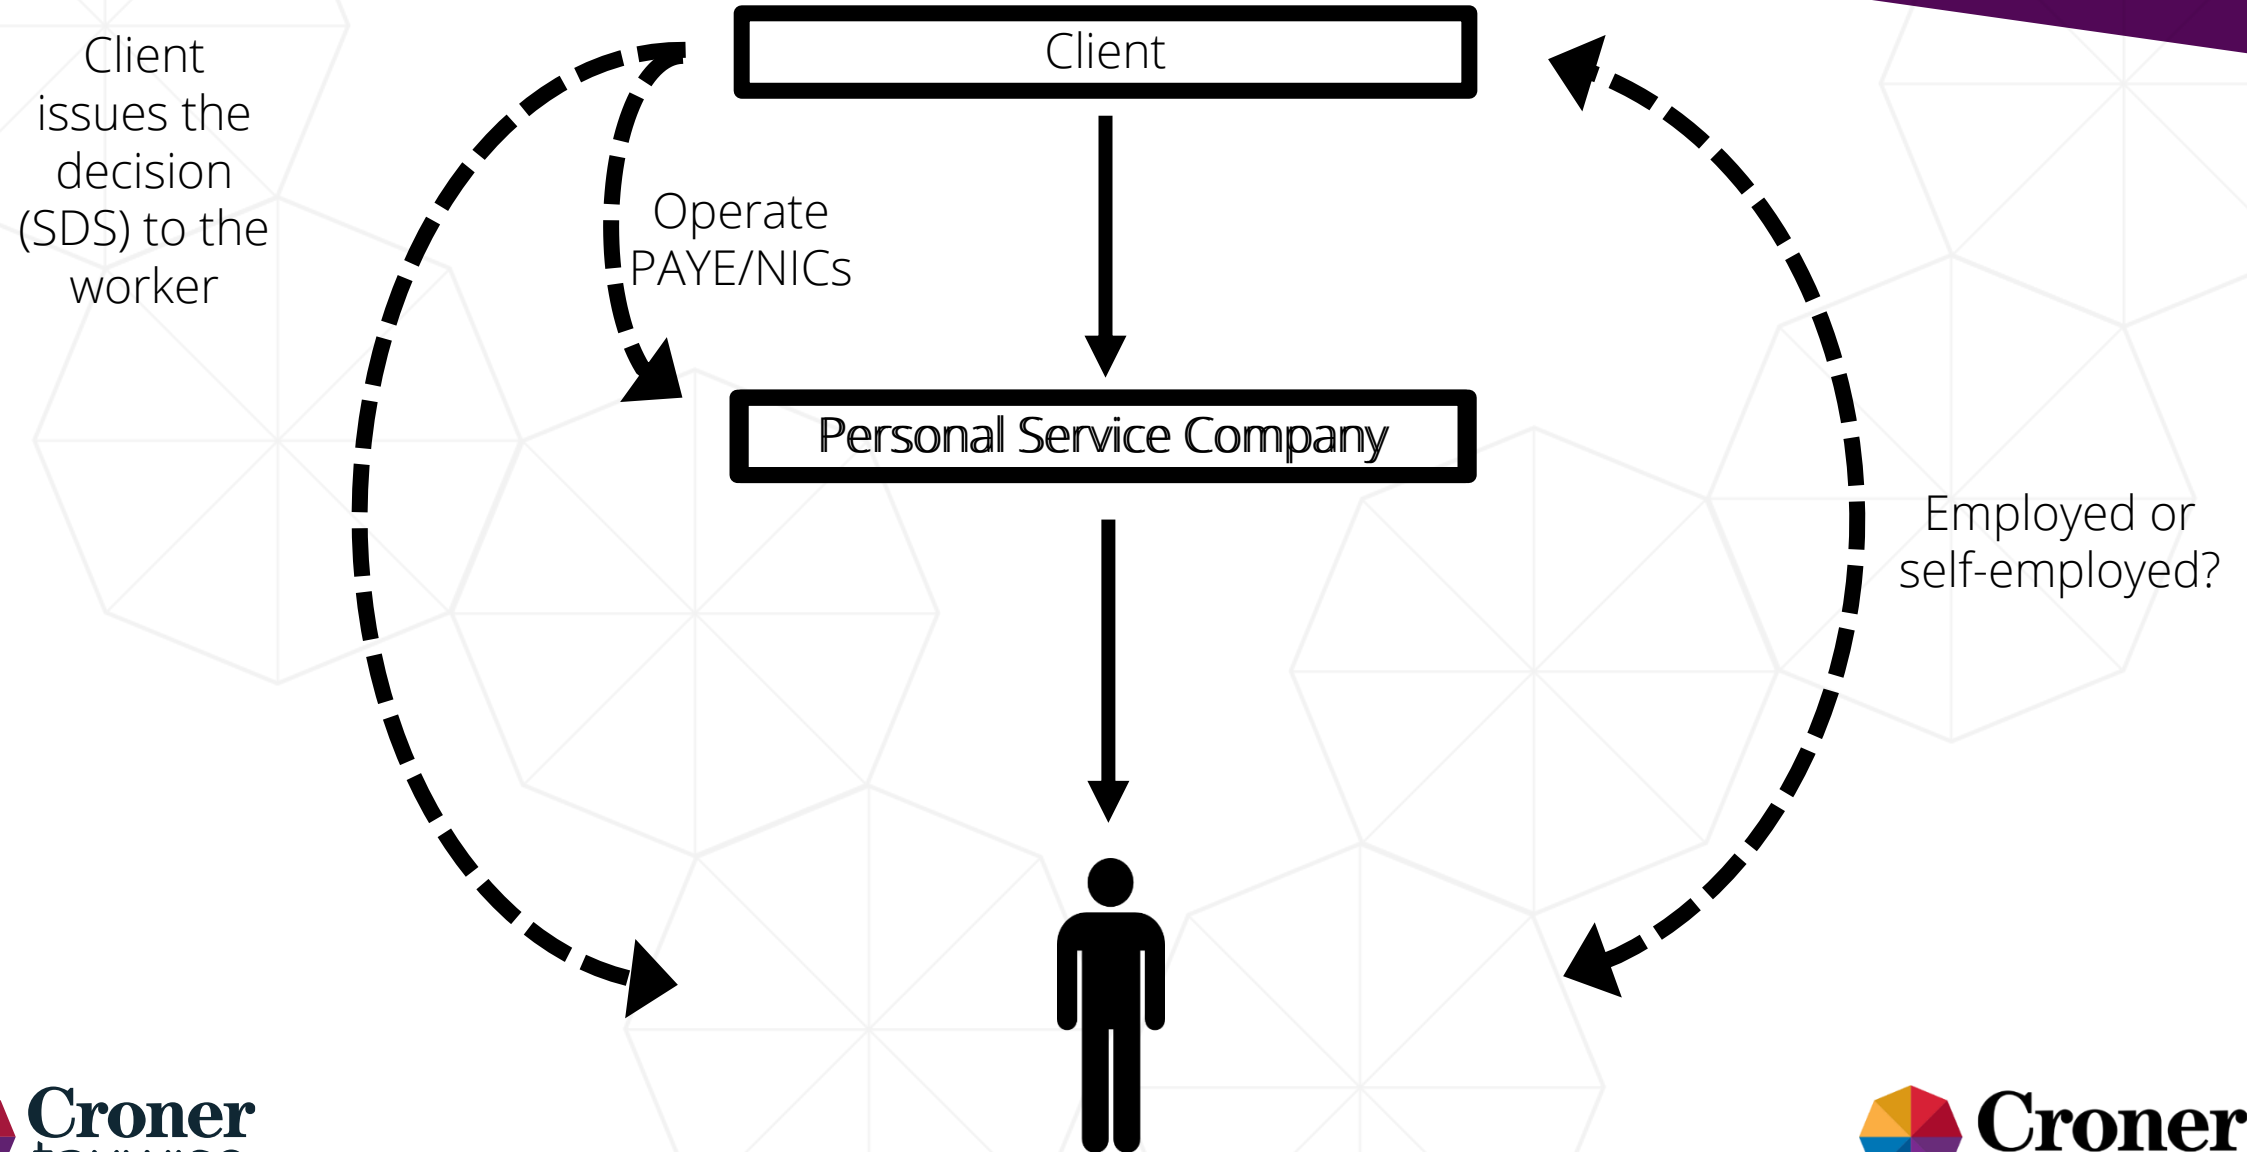 Client
issues the
decision
(SDS) to the
worker
Client
Operate
PAYE/NICs
Personal Service Company
Employed or
self-employed?
Croner
Croner